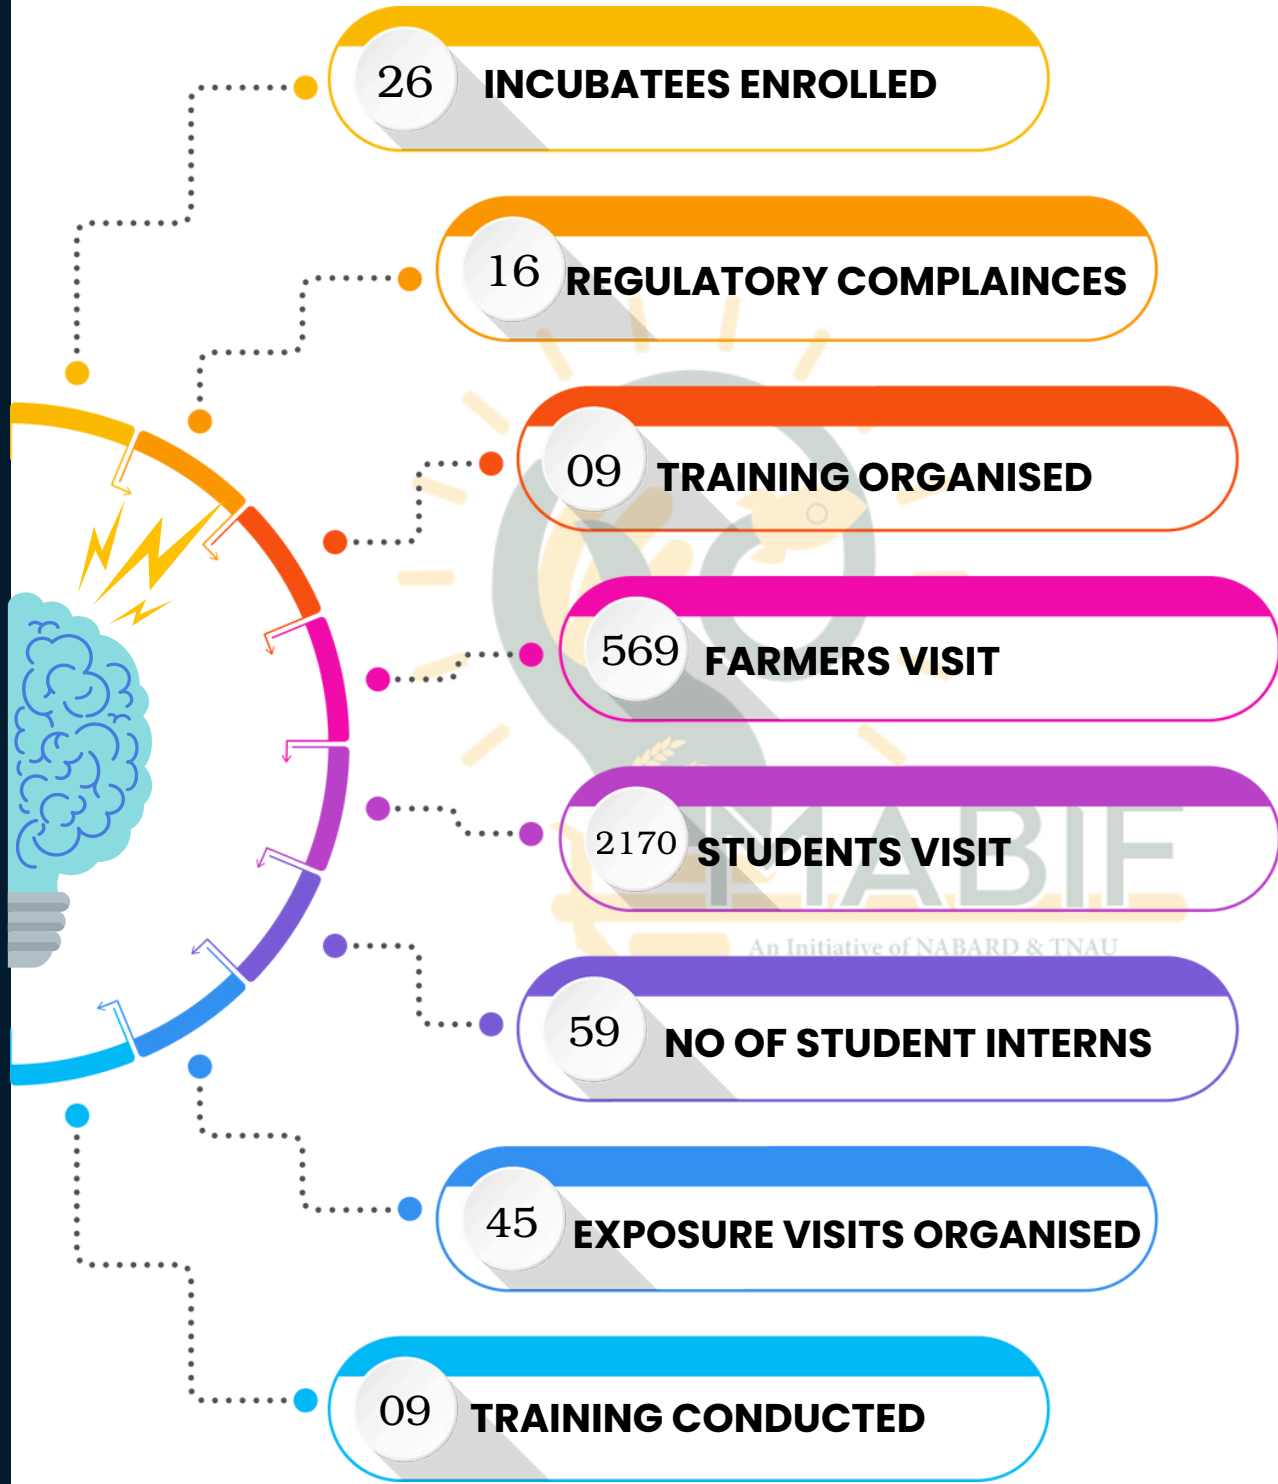 26 INCUBATEES ENROLLED
16 REGULATORY COMPLAINCES
09 TRAINING ORGANISED
569 FARMERS VISIT
2170 STUDENTS VISIT
MABIF
An Initiative of NABARD & TNAU
59 NO OF STUDENT INTERNS
45 EXPOSURE VISITS ORGANISED
09 TRAINING CONDUCTED